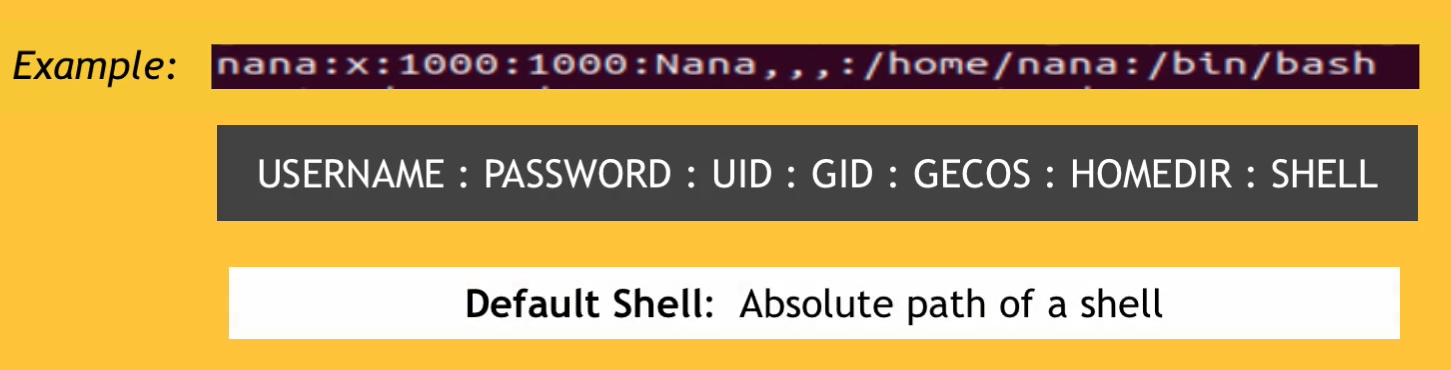 Example: nana:x:1000:1000:Nana,,,:/home/nana:/bin/bash
USERNAME : PASSWORD : UID : GID : GECOS : HOMEDIR : SHELL
Default Shell: Absolute path of a shell